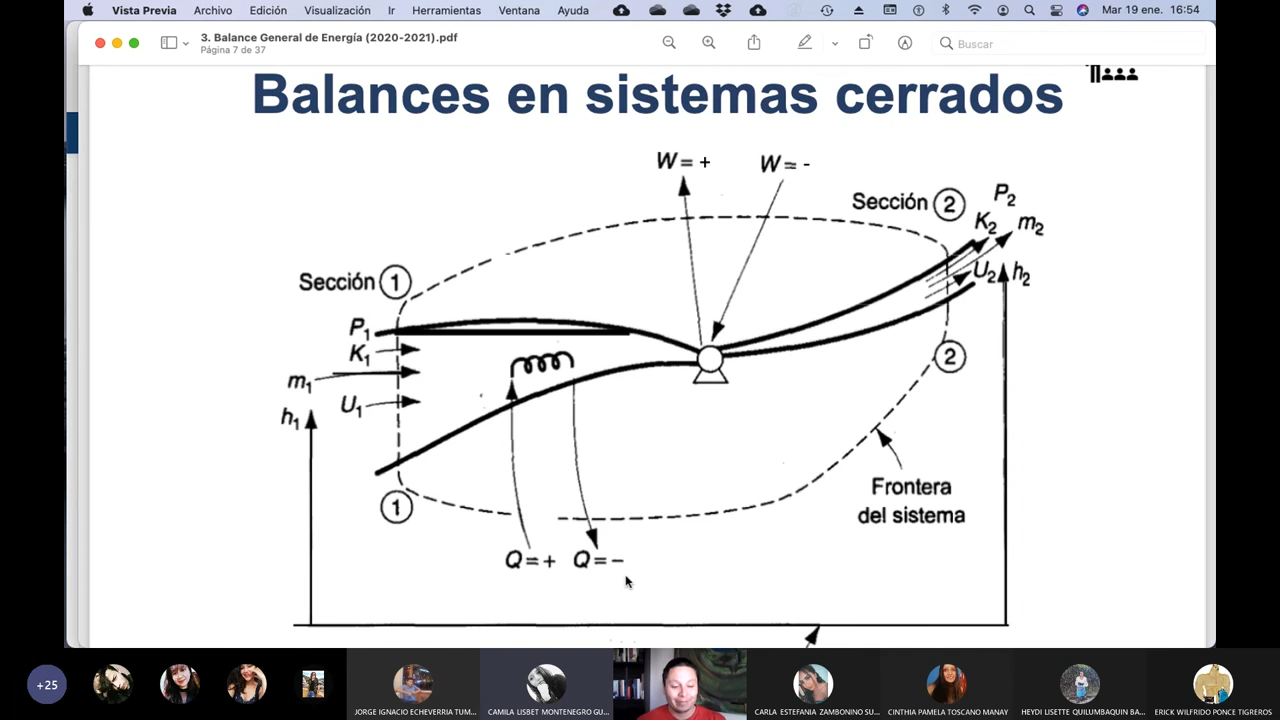 Vista Previa Archivo Edición Visualización Ir Herramientas Ventana Ayuda Mar 19 ene. 16:54
3. Balance General de Energía (2020-2021).pdf
Página 7 de 37
Buscar
Balances en sistemas cerrados
W = + W = -
Sección 2 P2
K2 m2
U2 h2
Sección 1
P1
K1
m1
U1
h1
2
1
Frontera
del sistema
Q = + Q = −
+25
JORGE IGNACIO ECHEVERRIA TUM...
CAMILA LISBET MONTENEGRO GU...
CARLA ESTEFANIA ZAMBONINO SU...
CINTHIA PAMELA TOSCANO MANAY
HEYDI LISETTE QUILUMBAQUIN BA...
ERICK WILFRIDO PONCE TIGREROS